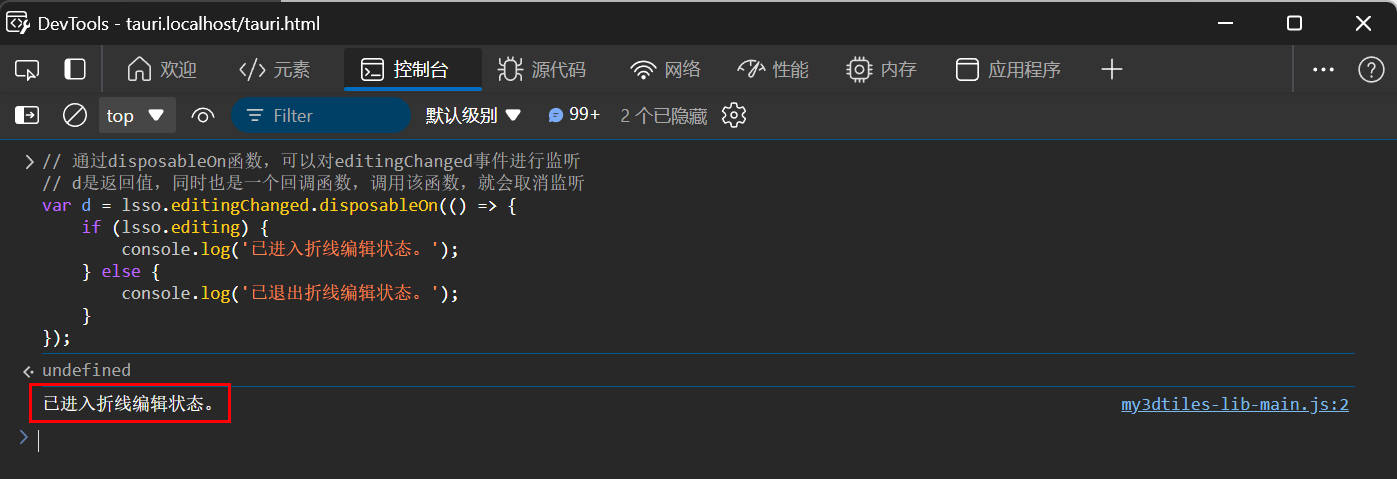 DevTools - tauri.localhost/tauri.html
欢迎 元素 控制台 源代码 网络 性能 内存 应用程序
top Filter 默认级别 99+ 2 个已隐藏
// 通过disposableOn函数，可以对editingChanged事件进行监听
// d是返回值，同时也是一个回调函数，调用该函数，就会取消监听
var d = lsso.editingChanged.disposableOn(() => {
    if (lsso.editing) {
        console.log('已进入折线编辑状态。');
    } else {
        console.log('已退出折线编辑状态。');
    }
});
undefined
已进入折线编辑状态。 my3dtiles-lib-main.js:2